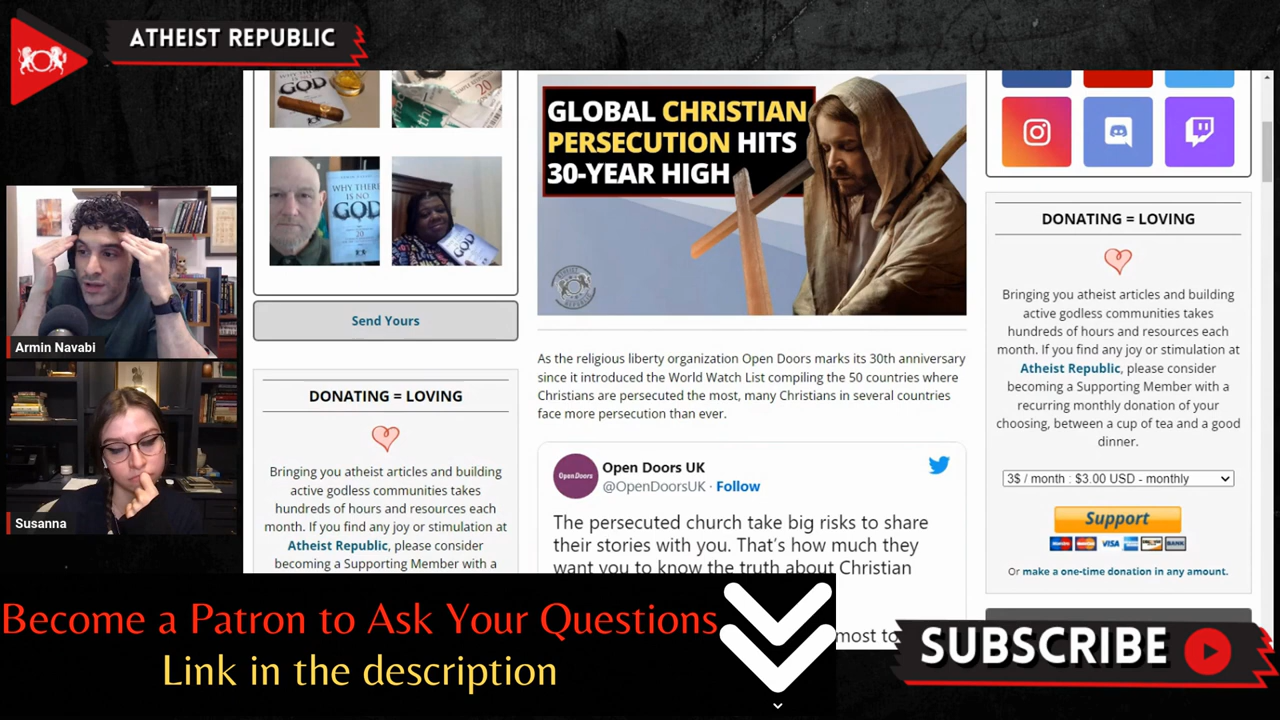 ATHEIST REPUBLIC
Armin Navabi
Susanna
GOD
20
WHY THERE
IS NO
GOD
20
GOD
Send Yours
DONATING = LOVING
Bringing you atheist articles and building
active godless communities takes
hundreds of hours and resources each
month. If you find any joy or stimulation at
Atheist Republic, please consider
becoming a Supporting Member with a
GLOBAL CHRISTIAN
PERSECUTION HITS
30-YEAR HIGH
As the religious liberty organization Open Doors marks its 30th anniversary
since it introduced the World Watch List compiling the 50 countries where
Christians are persecuted the most, many Christians in several countries
face more persecution than ever.
OpenDoors
Open Doors UK
@OpenDoorsUK · Follow
The persecuted church take big risks to share
their stories with you. That's how much they
want you to know the truth about Christian
most to
DONATING = LOVING
Bringing you atheist articles and building
active godless communities takes
hundreds of hours and resources each
month. If you find any joy or stimulation at
Atheist Republic, please consider
becoming a Supporting Member with a
recurring monthly donation of your
choosing, between a cup of tea and a good
dinner.
3$ / month : $3.00 USD - monthly
Support
VISA
BANK
Or make a one-time donation in any amount.
Become a Patron to Ask Your Questions
Link in the description
SUBSCRIBE